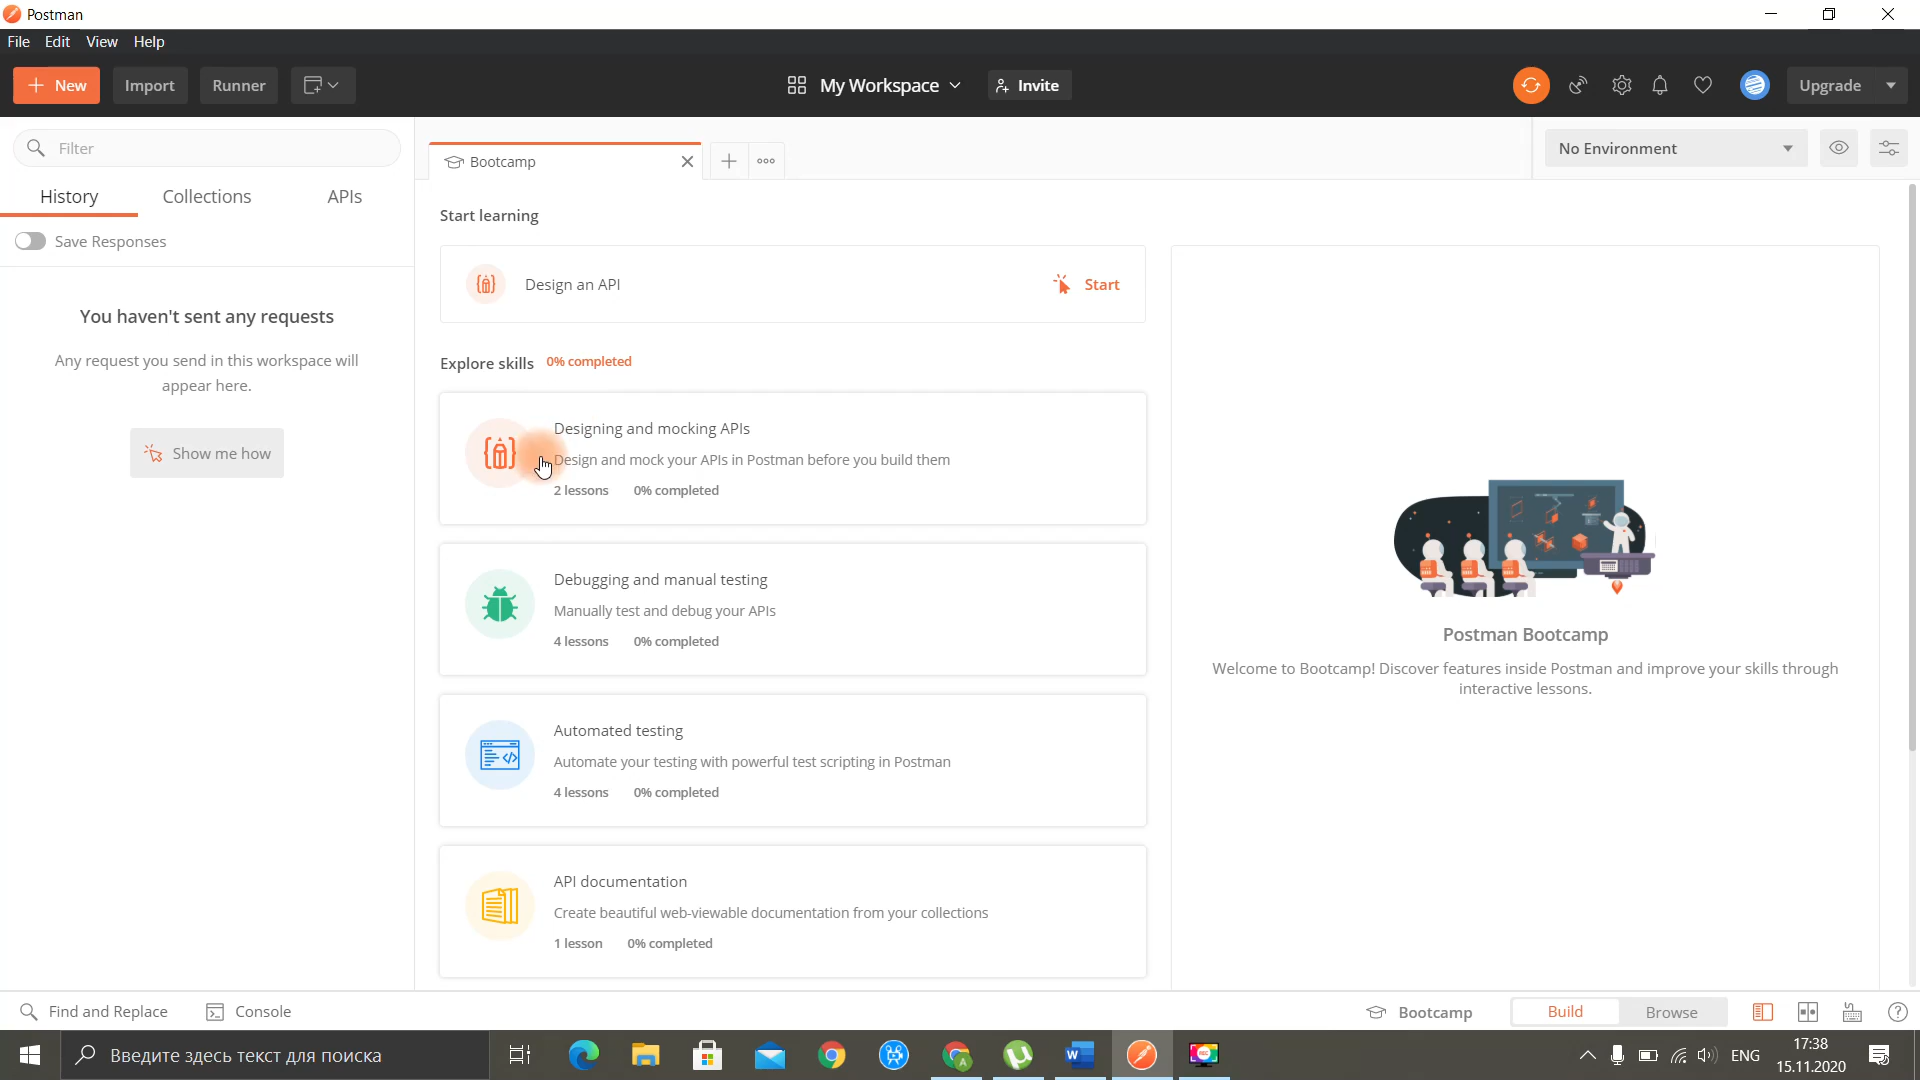 Postman
File Edit View Help
New Import Runner My Workspace Invite Upgrade
Filter
Bootcamp
No Environment
History Collections APIs
Save Responses
You haven't sent any requests
Any request you send in this workspace will
appear here.
Show me how
Start learning
Design an API Start
Explore skills 0% completed
Designing and mocking APIs
Design and mock your APIs in Postman before you build them
2 lessons 0% completed
Debugging and manual testing
Manually test and debug your APIs
4 lessons 0% completed
Automated testing
Automate your testing with powerful test scripting in Postman
4 lessons 0% completed
API documentation
Create beautiful web-viewable documentation from your collections
1 lesson 0% completed
Postman Bootcamp
Welcome to Bootcamp! Discover features inside Postman and improve your skills through
interactive lessons.
Find and Replace Console Bootcamp Build Browse
Введите здесь текст для поиска
ENG
17:38
15.11.2020